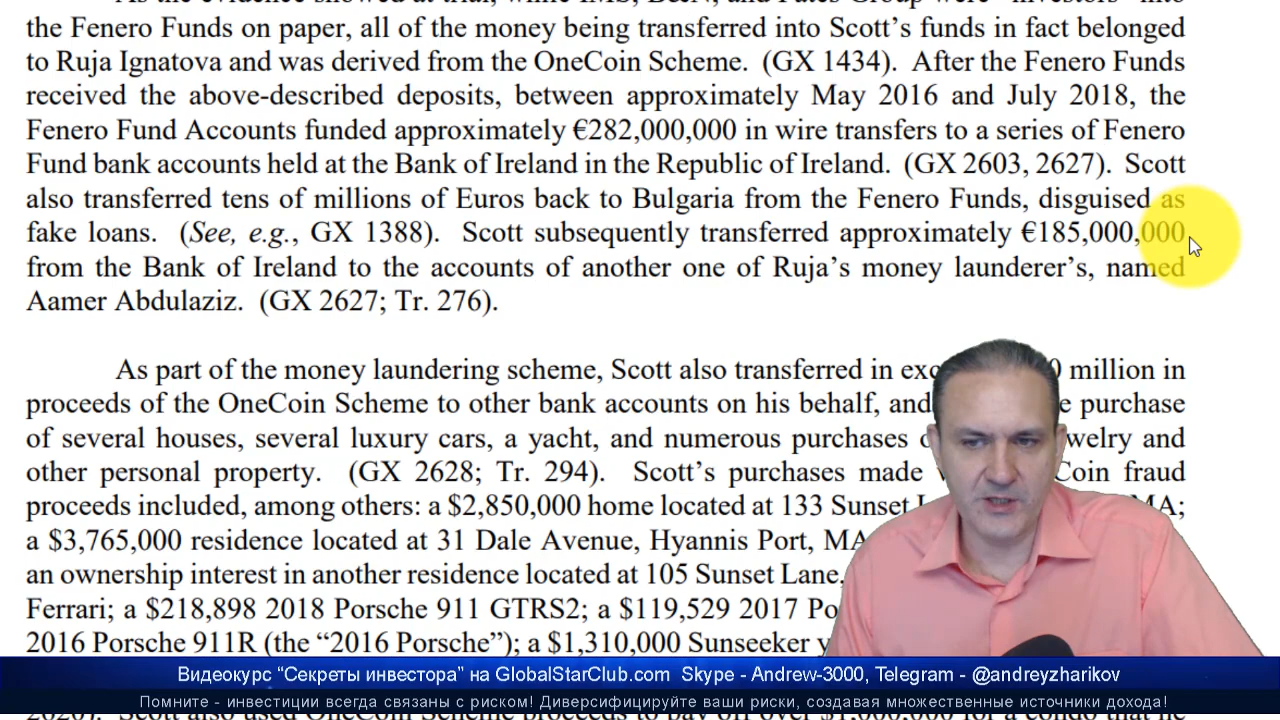 the Fenero Funds on paper, all of the money being transferred into Scott's funds in fact belonged
to Ruja Ignatova and was derived from the OneCoin Scheme. (GX 1434). After the Fenero Funds
received the above-described deposits, between approximately May 2016 and July 2018, the
Fenero Fund Accounts funded approximately €282,000,000 in wire transfers to a series of Fenero
Fund bank accounts held at the Bank of Ireland in the Republic of Ireland. (GX 2603, 2627). Scott
also transferred tens of millions of Euros back to Bulgaria from the Fenero Funds, disguised as
fake loans. (See, e.g., GX 1388). Scott subsequently transferred approximately €185,000,000
from the Bank of Ireland to the accounts of another one of Ruja's money launderer's, named
Aamer Abdulaziz. (GX 2627; Tr. 276).
As part of the money laundering scheme, Scott also transferred in million in
proceeds of the OneCoin Scheme to other bank accounts on his behalf, and purchase
of several houses, several luxury cars, a yacht, and numerous purchases and
other personal property. (GX 2628; Tr. 294). Scott's purchases made fraud
proceeds included, among others: a $2,850,000 home located at 133 Sunset
a $3,765,000 residence located at 31 Dale Avenue, Hyannis Port, MA
an ownership interest in another residence located at 105 Sunset Lane,
Ferrari; a $218,898 2018 Porsche 911 GTRS2; a $119,529 2017
2016 Porsche 911R (the “2016 Porsche”); a $1,310,000 Sunseeker
Видеокурс “Секреты инвестора” на GlobalStarClub.com Skype - Andrew-3000, Telegram - @andreyzharikov
Помните - инвестиции всегда связаны с риском! Диверсифицируйте ваши риски, создавая множественные источники дохода!